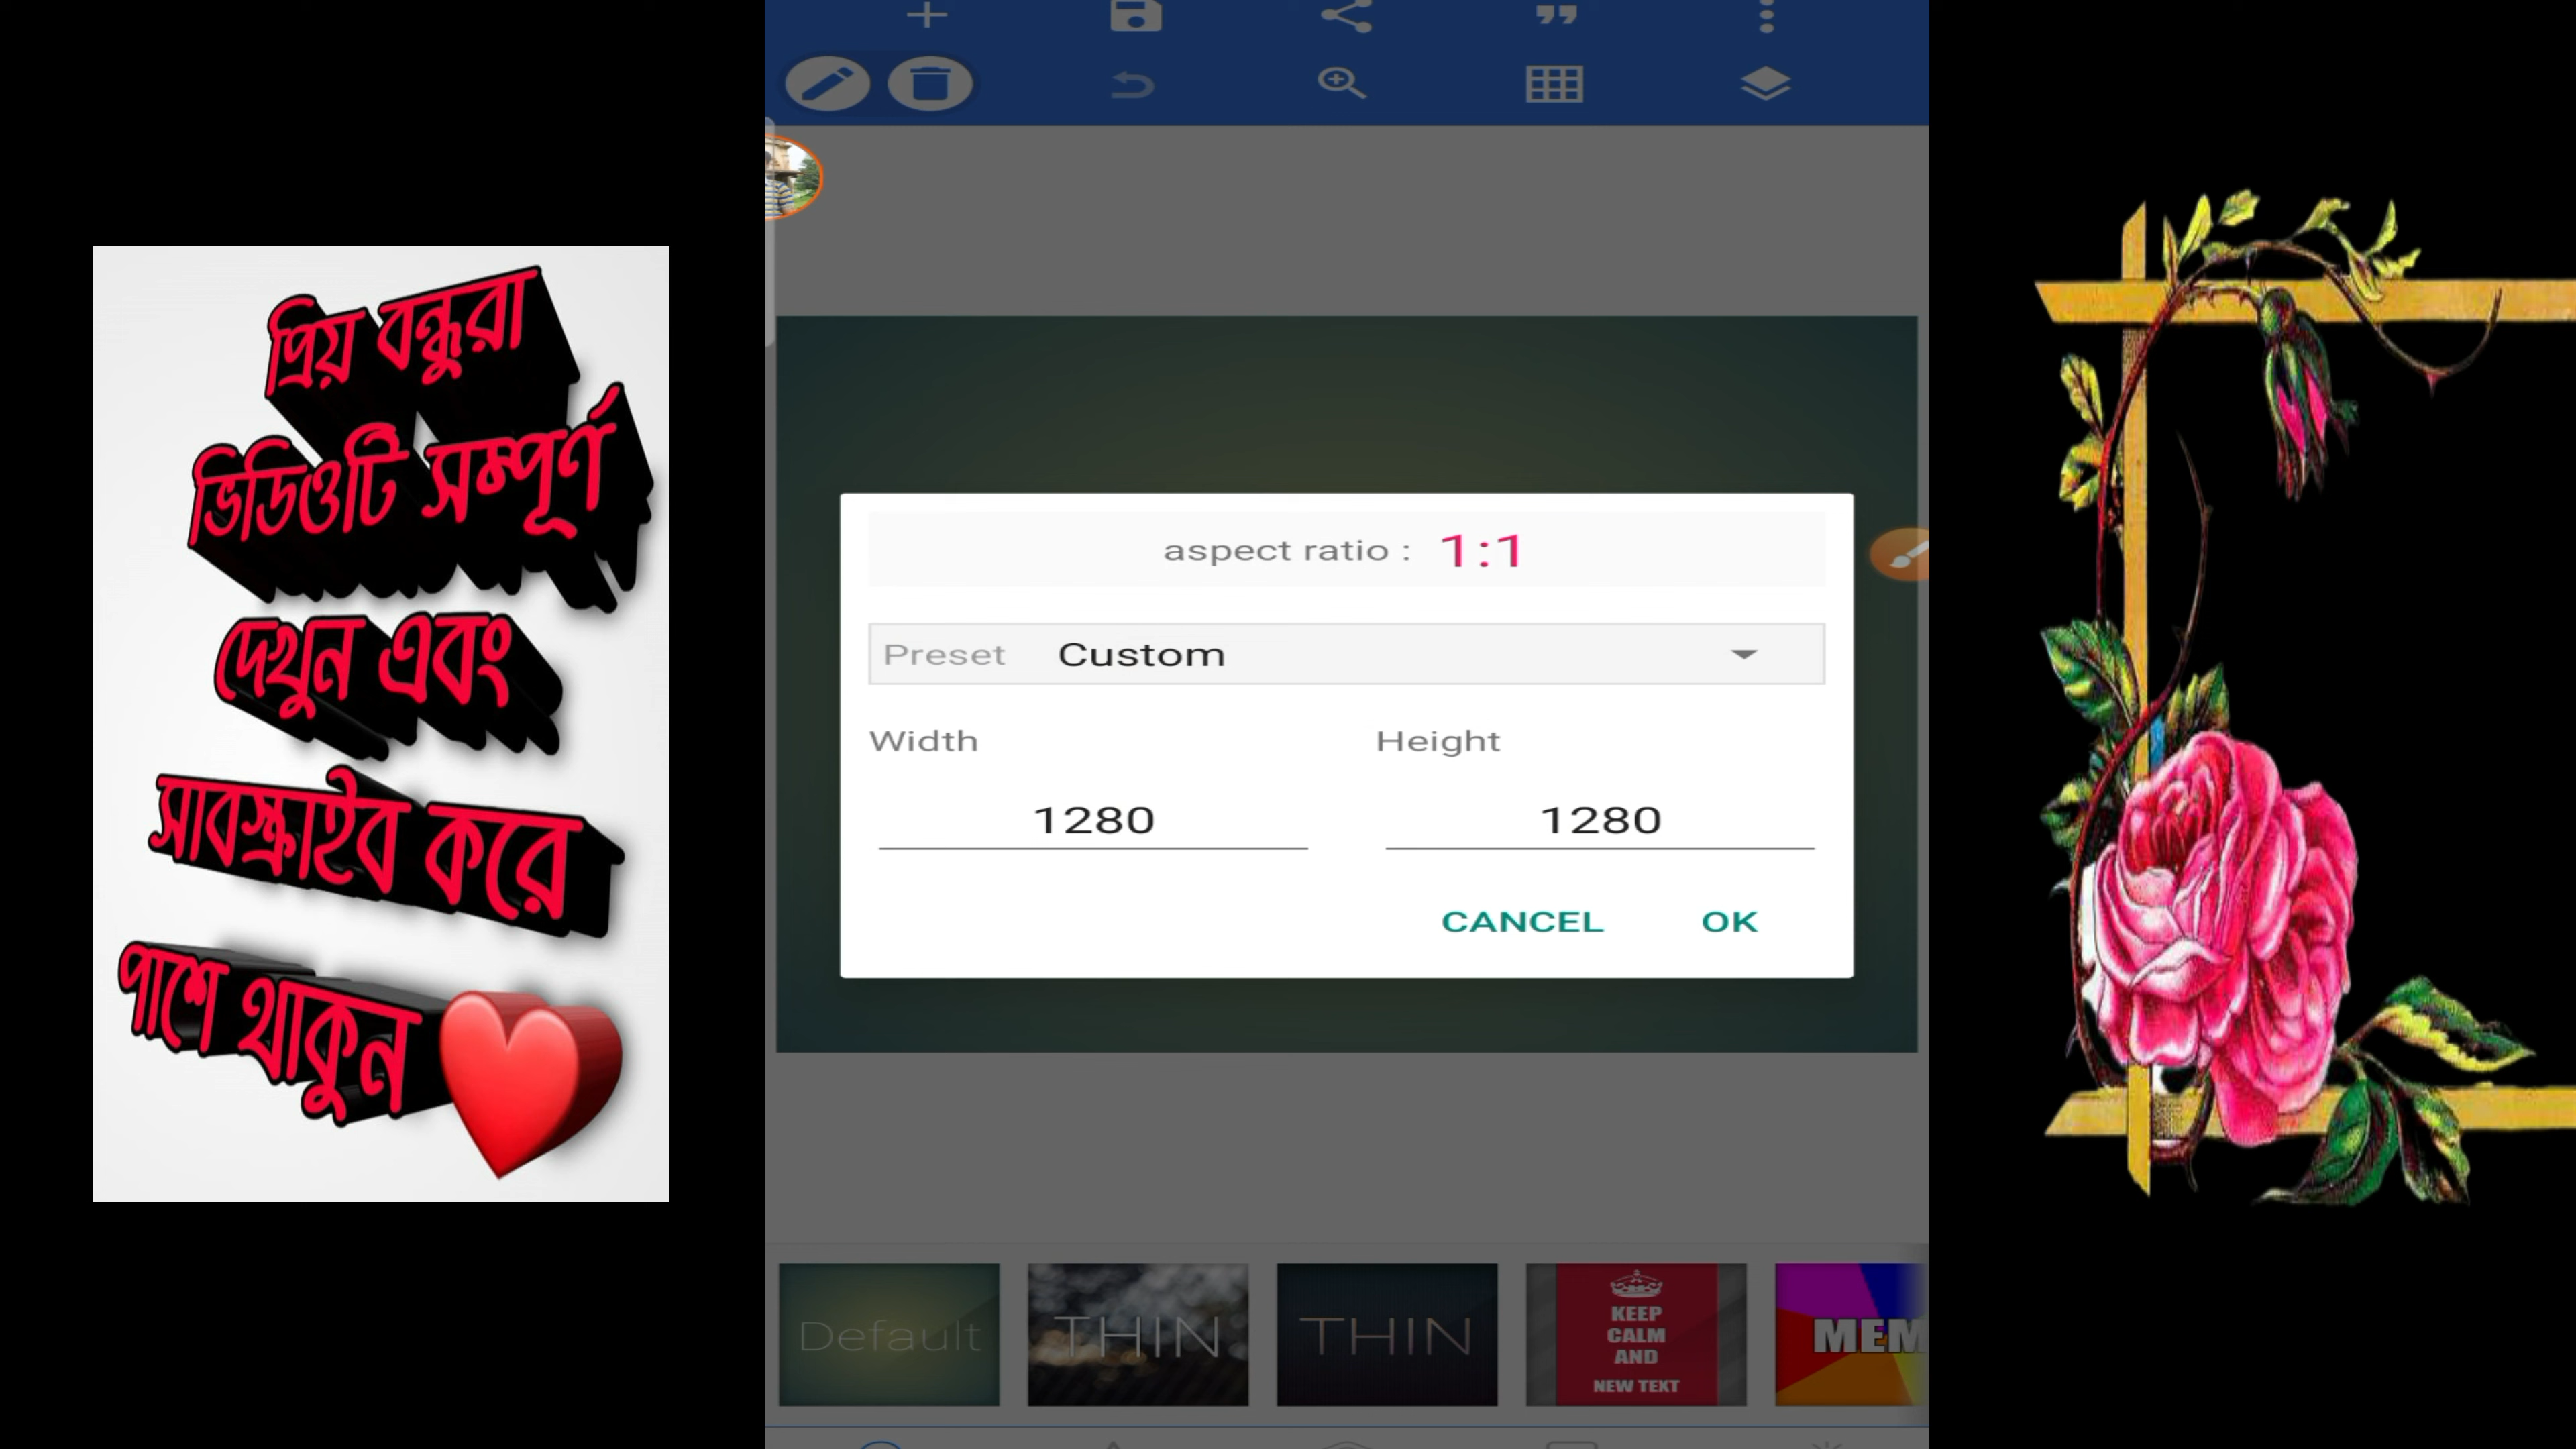 প্রিয় বন্ধুরা
ভিডিওটি সম্পূর্ণ
দেখুন এবং
সাবস্ক্রাইব করে
পাশে থাকুন
aspect ratio : 1:1
Preset Custom
Width Height
1280 1280
CANCEL OK
Default
THIN
THIN
KEEP
CALM
AND
NEW TEXT
MEM